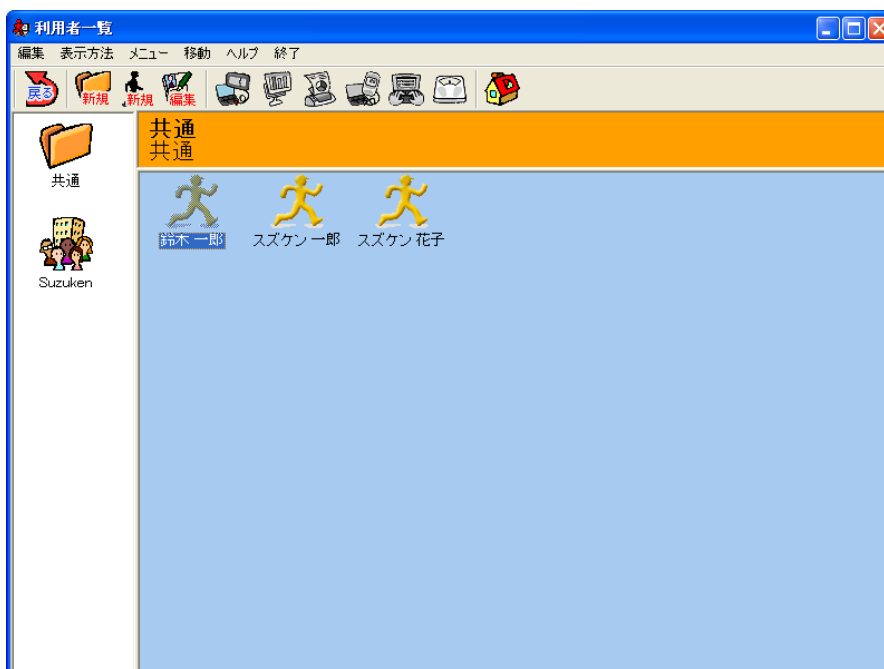 利用者一覧
編集 表示方法 メニュー 移動 ヘルプ 終了
戻る 新規 新規 編集
共通
共通
共通
鈴木 一郎 スズケン 一郎 スズケン 花子
Suzuken